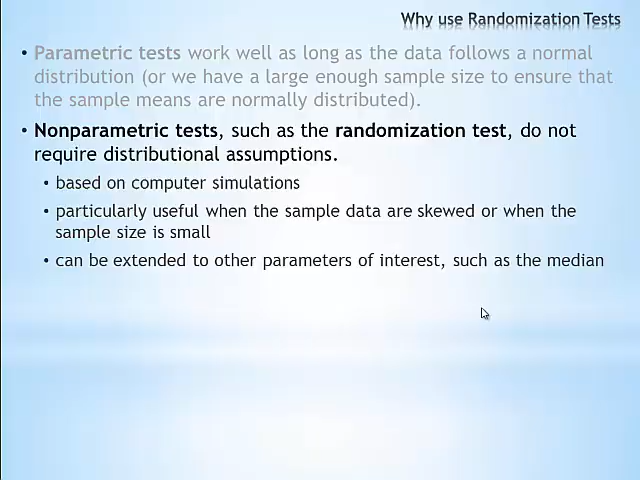 Why use Randomization Tests
• Parametric tests work well as long as the data follows a normal
distribution (or we have a large enough sample size to ensure that
the sample means are normally distributed).
• Nonparametric tests, such as the randomization test, do not
require distributional assumptions.
• based on computer simulations
• particularly useful when the sample data are skewed or when the
sample size is small
• can be extended to other parameters of interest, such as the median